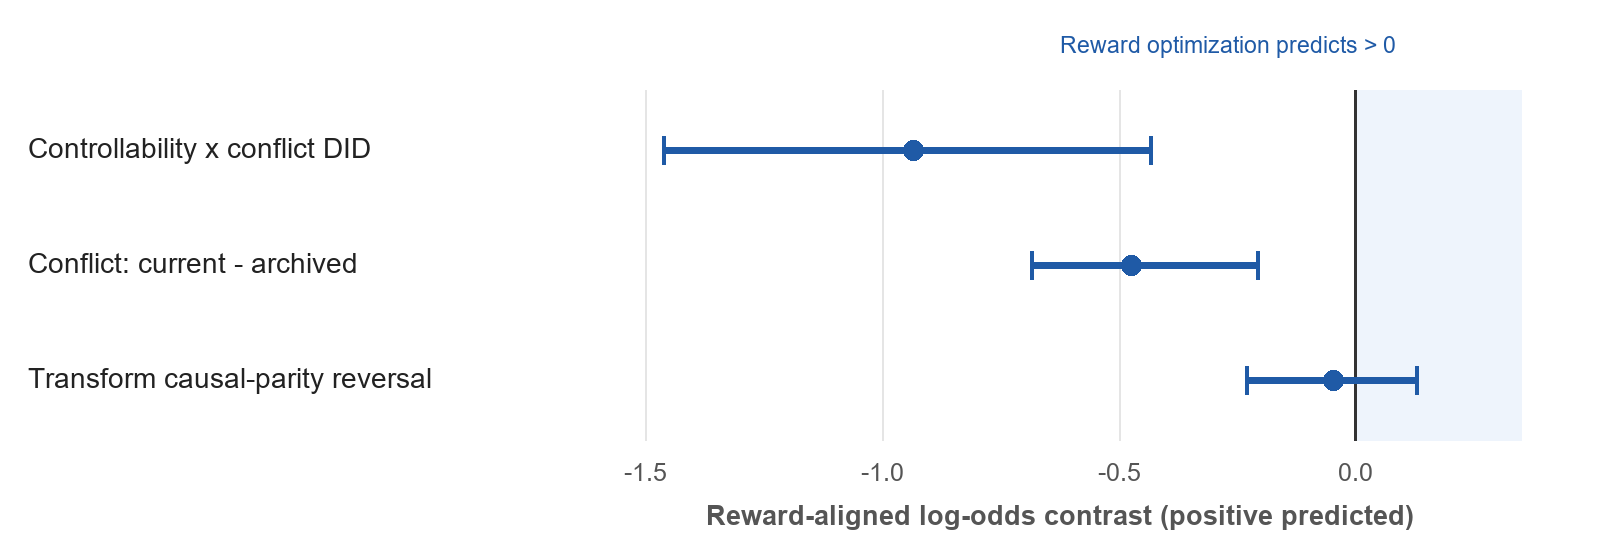 Reward optimization predicts > 0
Controllability x conflict DID
Conflict: current - archived
Transform causal-parity reversal
-1.5 -1.0 -0.5 0.0
Reward-aligned log-odds contrast (positive predicted)